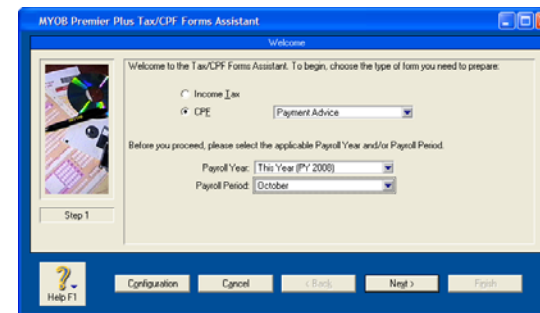 MYOB Premier Plus Tax/CPF Forms Assistant
Welcome
Welcome to the Tax/CPF Forms Assistant. To begin, choose the type of form you need to prepare:
Income Tax
CPF Payment Advice
Before you proceed, please select the applicable Payroll Year and/or Payroll Period.
Payroll Year: This Year (PY 2008)
Payroll Period: October
Step 1
Help F1
Configuration Cancel < Back Next > Finish